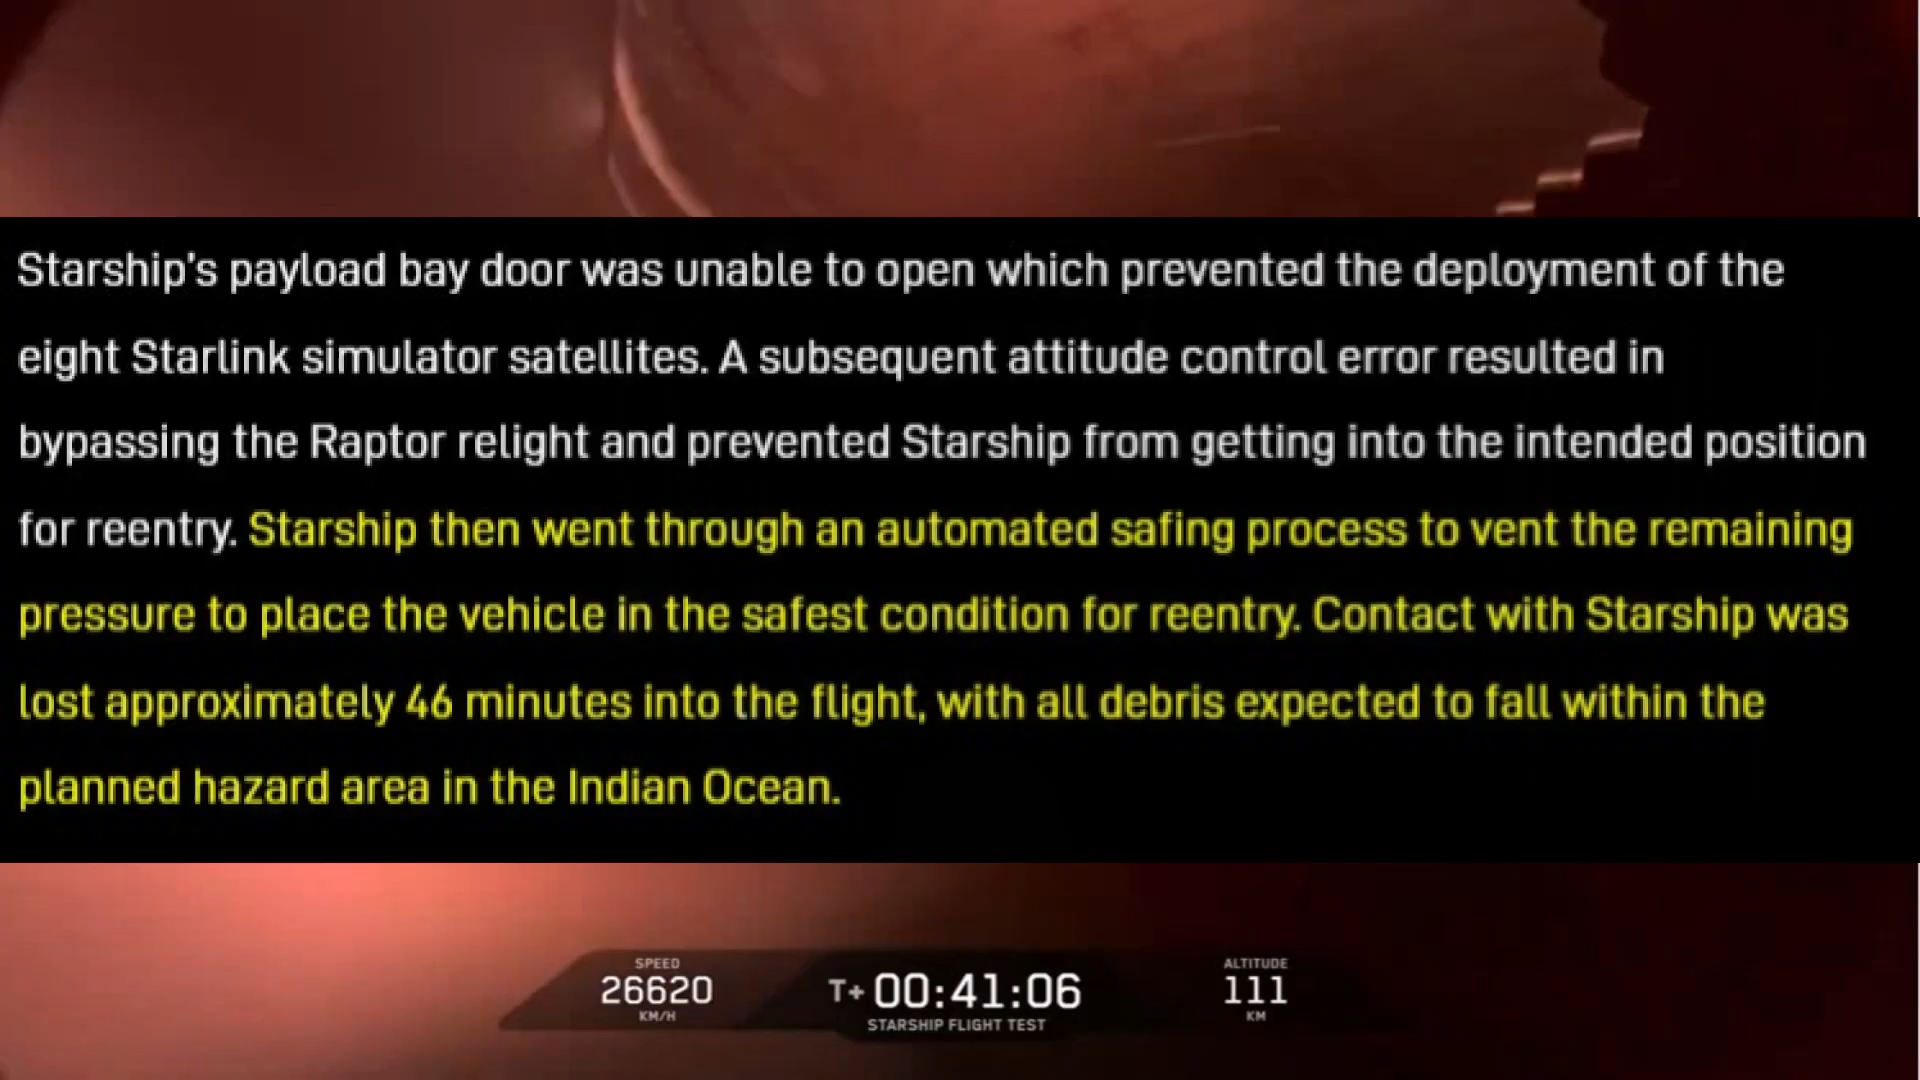 Starship's payload bay door was unable to open which prevented the deployment of the
eight Starlink simulator satellites. A subsequent attitude control error resulted in
bypassing the Raptor relight and prevented Starship from getting into the intended position
for reentry. Starship then went through an automated safing process to vent the remaining
pressure to place the vehicle in the safest condition for reentry. Contact with Starship was
lost approximately 46 minutes into the flight, with all debris expected to fall within the
planned hazard area in the Indian Ocean.
SPEED
26620
KM/H
T+ 00:41:06
STARSHIP FLIGHT TEST
ALTITUDE
111
KM